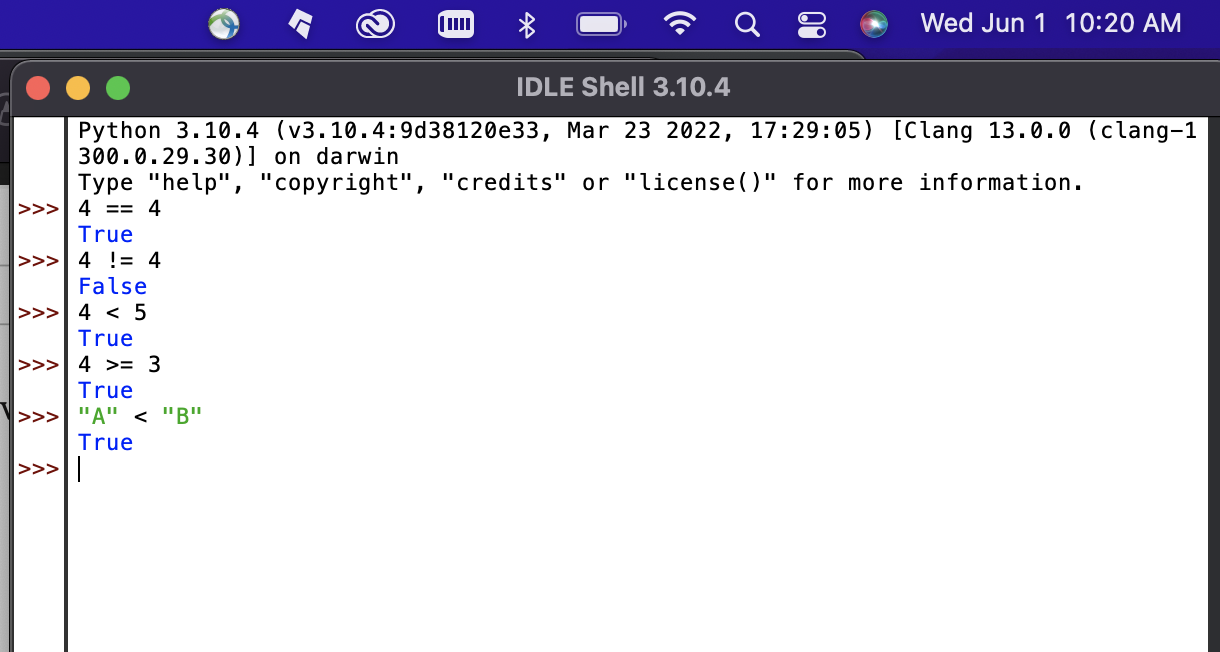 Wed Jun 1 10:20 AM
IDLE Shell 3.10.4
Python 3.10.4 (v3.10.4:9d38120e33, Mar 23 2022, 17:29:05) [Clang 13.0.0 (clang-1
300.0.29.30)] on darwin
Type "help", "copyright", "credits" or "license()" for more information.
>>> 4 == 4
True
>>> 4 != 4
False
>>> 4 < 5
True
>>> 4 >= 3
True
>>> "A" < "B"
True
>>>